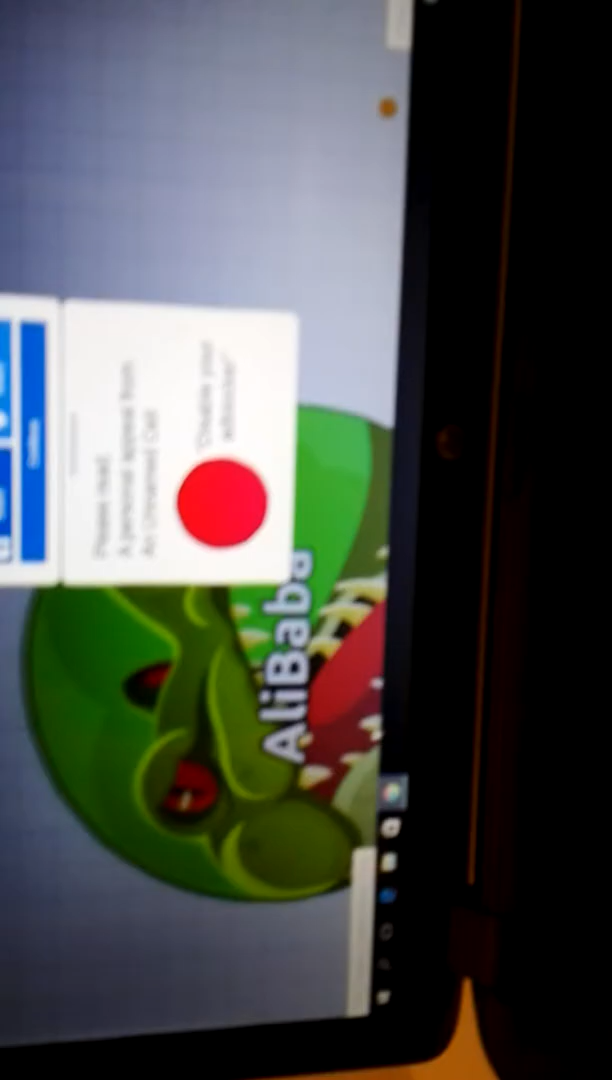 Please read:
A personal appeal from
An Unnamed Cell
"Disable your
adblocker"
AliBaba